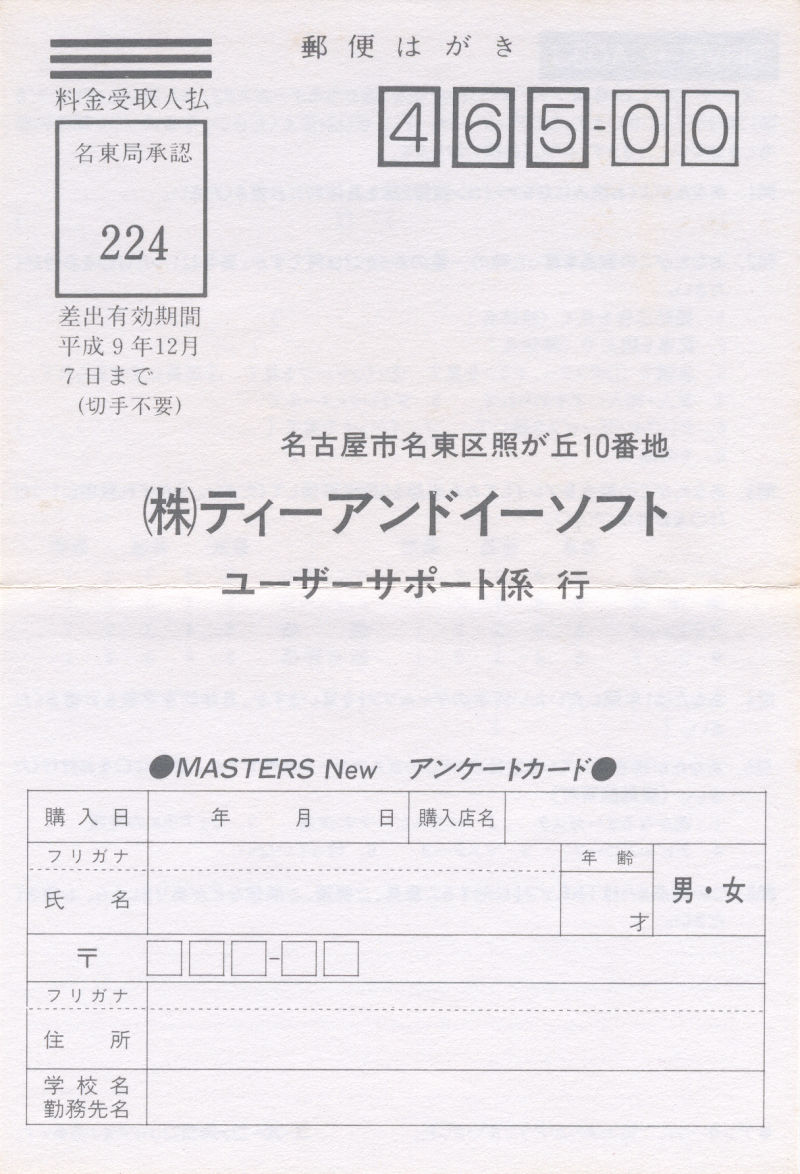 郵便はがき
料金受取人払
465-00
名東局承認
224
差出有効期間
平成9年12月
7日まで
(切手不要)
名古屋市名東区照が丘10番地
(株)ティーアンドイーソフト
ユーザーサポート係 行
●MASTERS New アンケートカード●
購入日 年 月 日 購入店名
フリガナ 年齢
氏名 才 男・女
〒 -
フリガナ
住所
学校名
勤務先名